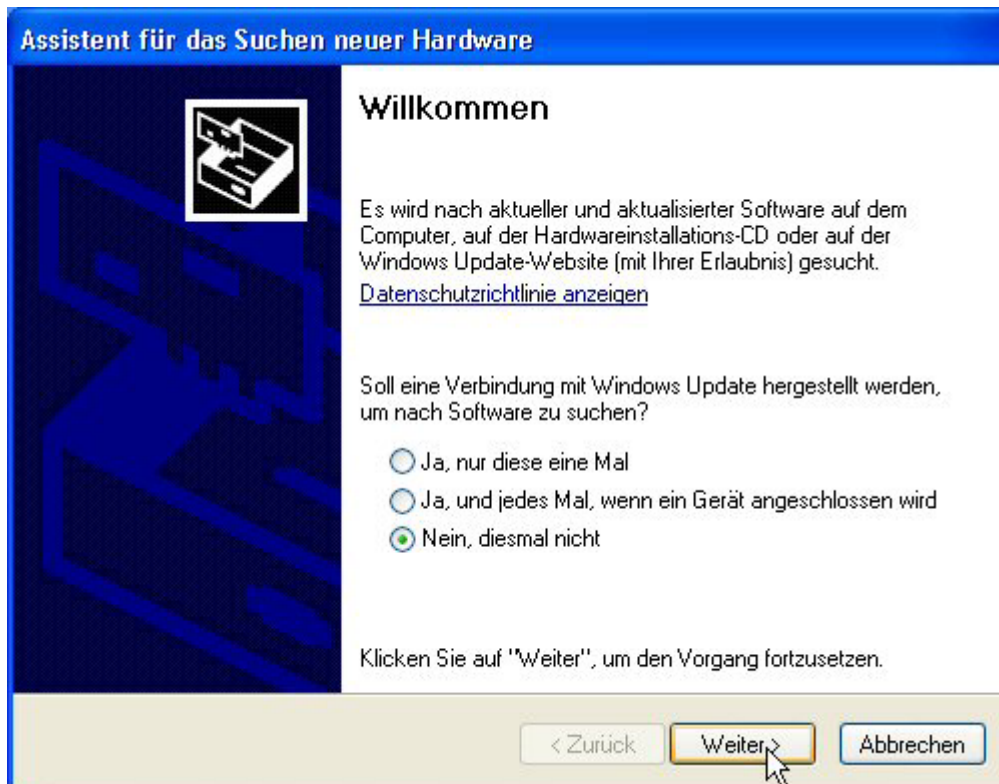 Assistent für das Suchen neuer Hardware
Willkommen
Es wird nach aktueller und aktualisierter Software auf dem
Computer, auf der Hardwareinstallations-CD oder auf der
Windows Update-Website (mit Ihrer Erlaubnis) gesucht.
Datenschutzrichtlinie anzeigen
Soll eine Verbindung mit Windows Update hergestellt werden,
um nach Software zu suchen?
Ja, nur diese eine Mal
Ja, und jedes Mal, wenn ein Gerät angeschlossen wird
Nein, diesmal nicht
Klicken Sie auf "Weiter", um den Vorgang fortzusetzen.
< Zurück Weiter > Abbrechen